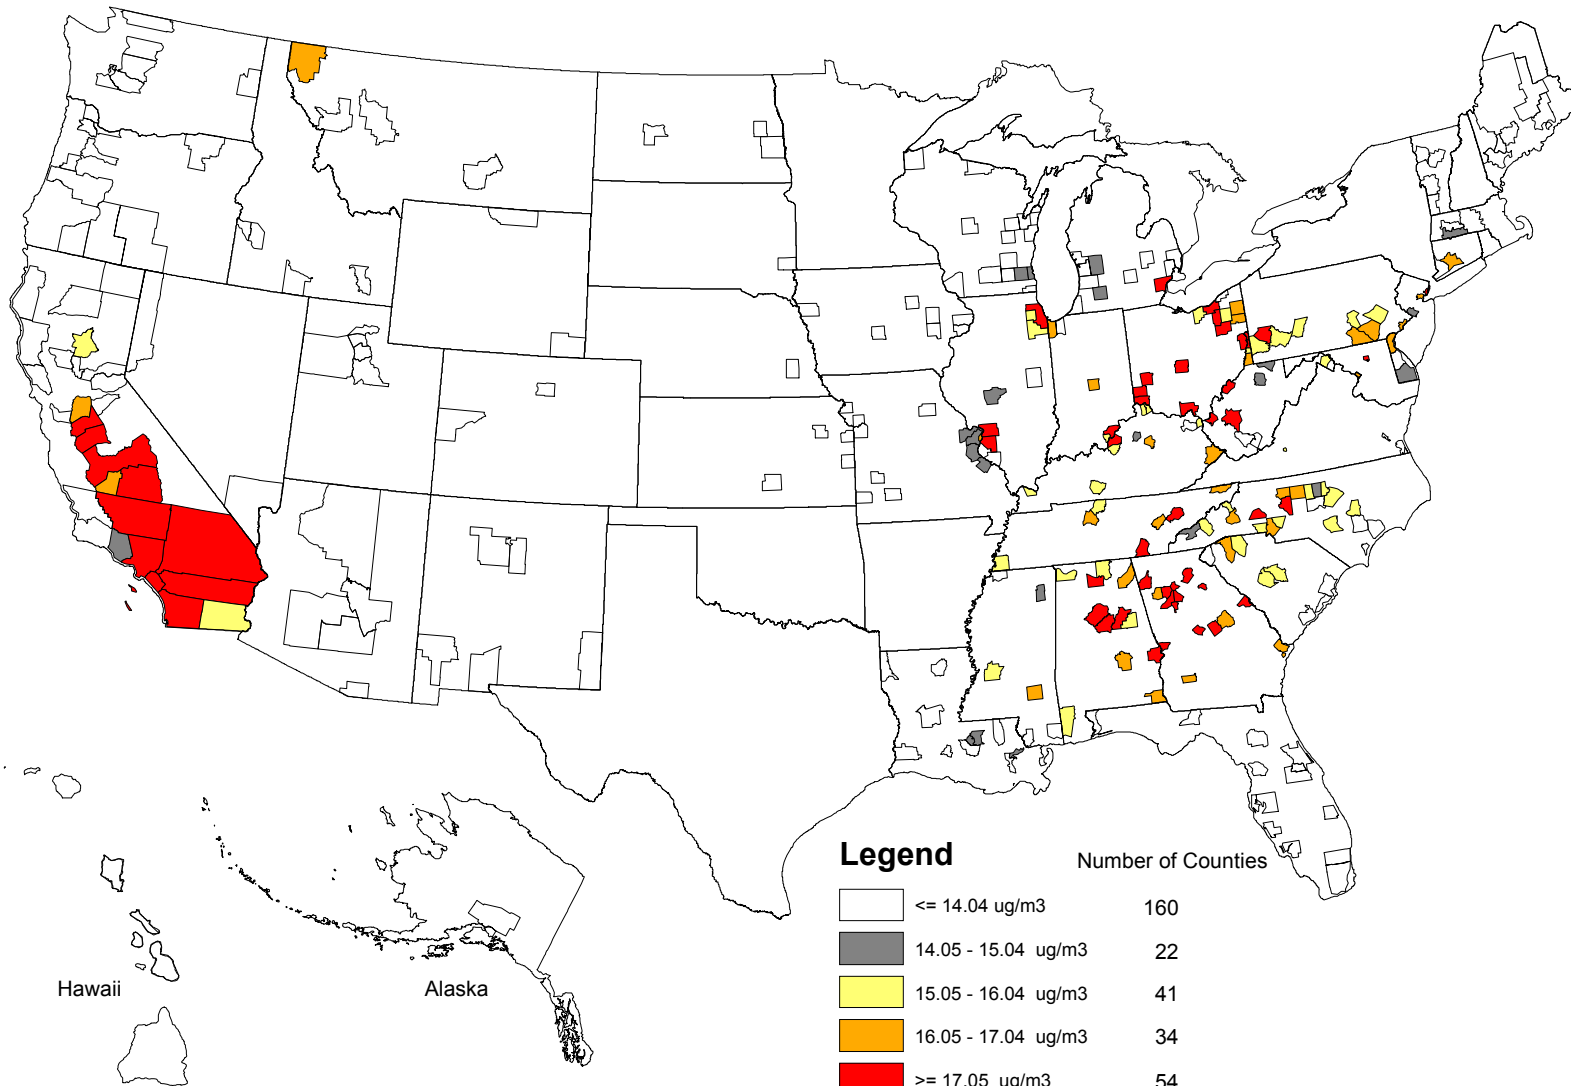 Legend
Number of Counties
<= 14.04 ug/m3 160
14.05 - 15.04 ug/m3 22
15.05 - 16.04 ug/m3 41
16.05 - 17.04 ug/m3 34
>= 17.05 ug/m3 54
Hawaii
Alaska